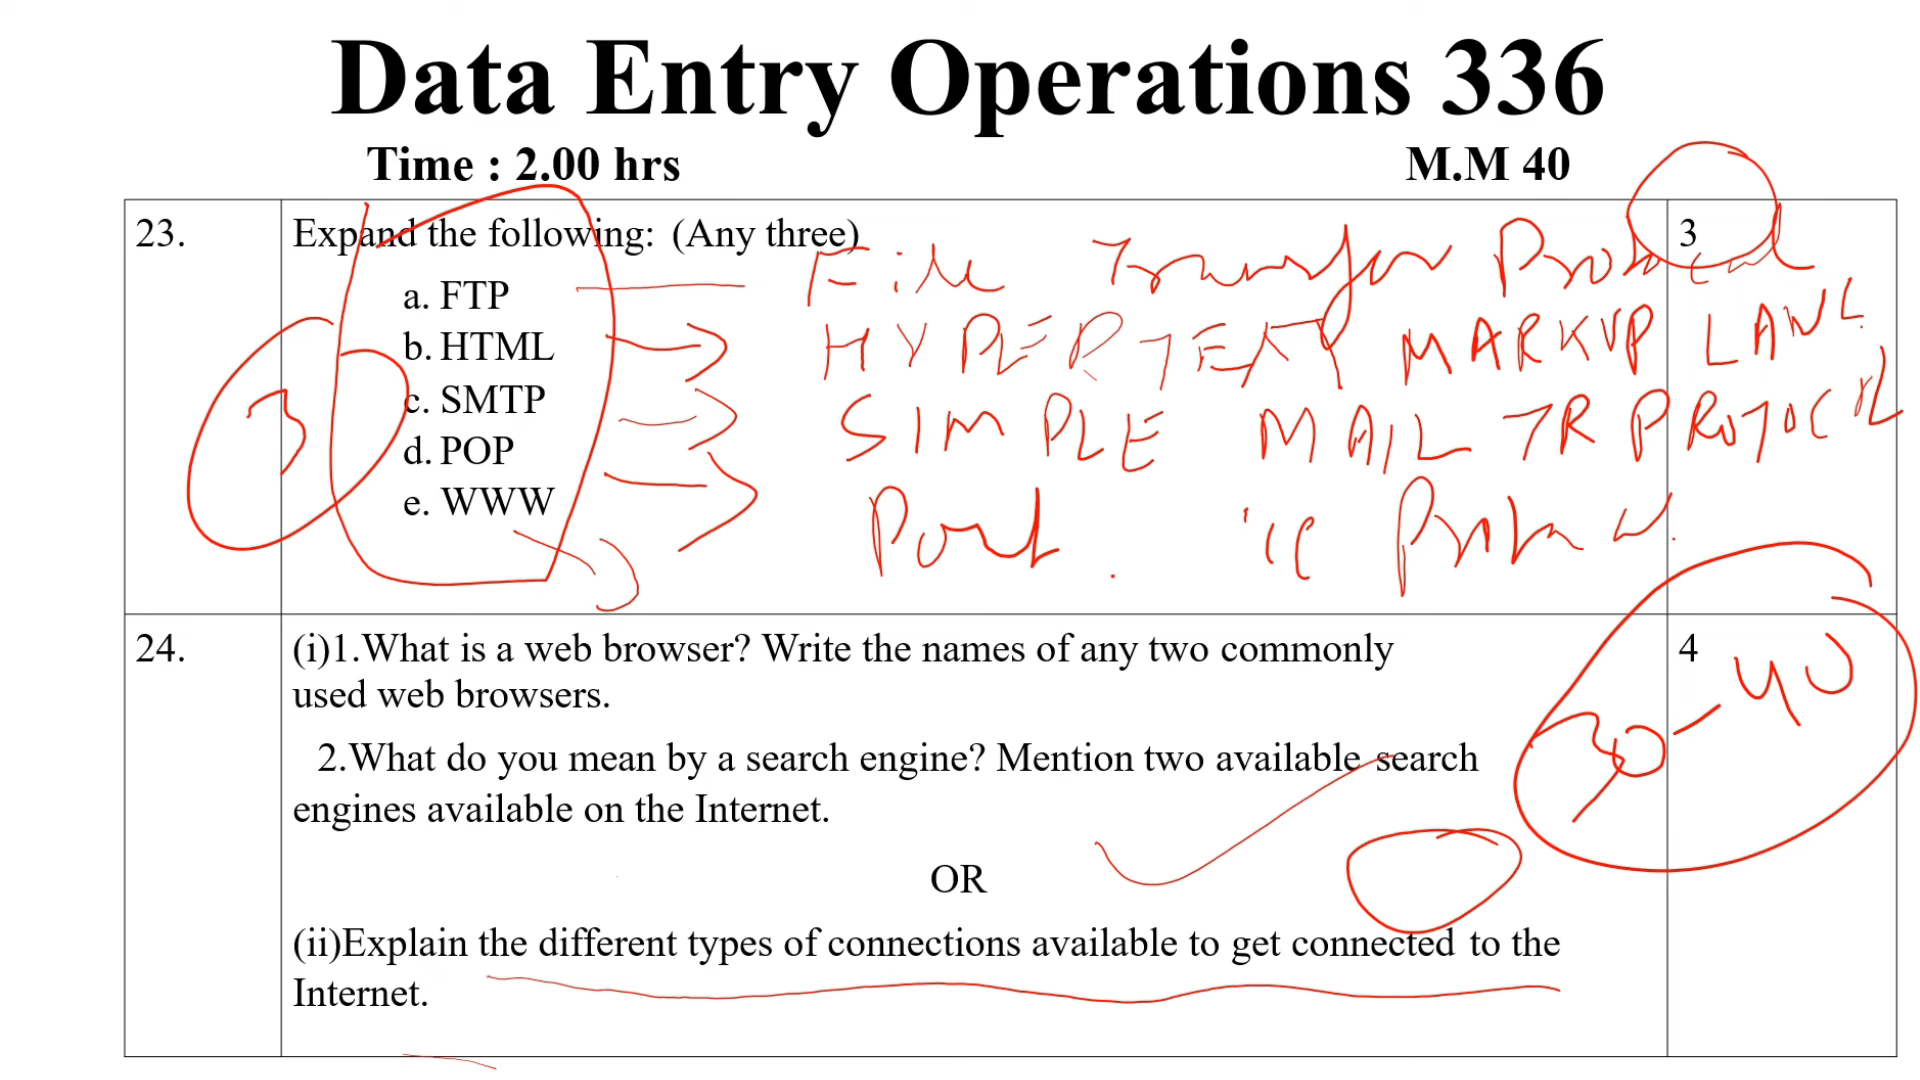 Data Entry Operations 336
Time : 2.00 hrs M.M 40
23. Expand the following: (Any three) 3
File Transfer Protocol
a. FTP
b. HTML HYPERTEXT MARKUP LANG
c. SMTP SIMPLE MAIL TR P PROTOCOL
3
d. POP
e. WWW Post
24. (i)1.What is a web browser? Write the names of any two commonly 4
used web browsers.
30-40
2.What do you mean by a search engine? Mention two available search
engines available on the Internet.
OR
(ii)Explain the different types of connections available to get connected to the
Internet.